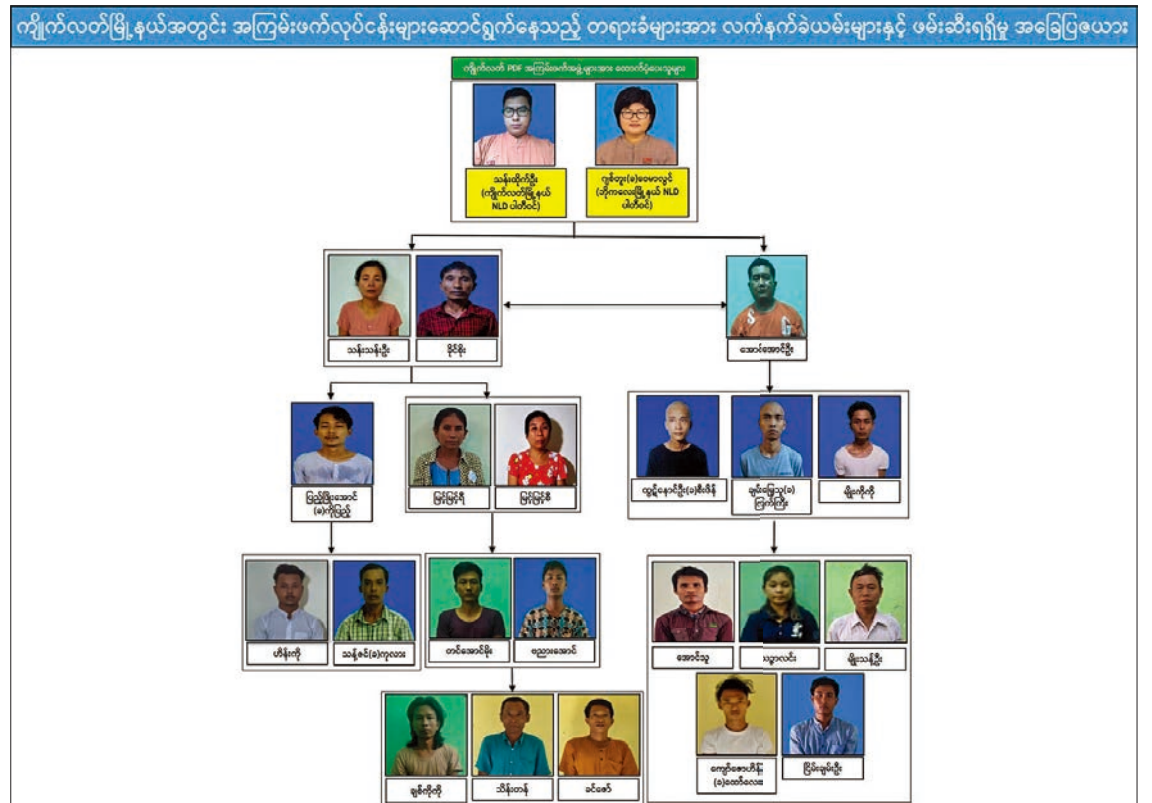 ကျိုက်လတ်မြို့နယ်အတွင်း အကြမ်းဖက်လုပ်ငန်းများဆောင်ရွက်နေသည့် တရားခံများအား လက်နက်ခဲယမ်းများနှင့် ဖမ်းဆီးရရှိမှု အခြေပြဇယား
ကျိုက်လတ် PDF အကြမ်းဖက်အဖွဲ့များအား ထောက်ပံ့ပေးသူများ
သန်းထိုက်ဦး
(ကျိုက်လတ်မြို့နယ်
NLD ပါတီဝင်)
ဂျစ်တူး(ခ)ဝေမာလွင်
(ဘိုကလေးမြို့နယ် NLD
ပါတီဝင်)
သန်းသန်းဦး
ခိုင်စိုး
အောင်အောင်ဦး
ပြည့်ဖြိုးအောင်
(ခ)ကိုပြည့်
မြင့်မြင့်ရီ
မြင့်မြင့်စီ
ထွဋ်နောင်ဦး(ခ)စီးဖိန်
ချမ်းမြေ့သူ(ခ)
ကြက်ကြီး
မျိုးကိုကို
ဟိန်းကို
သန့်ဇင်(ခ)ကုလား
တင်အောင်မိုး
ဗညားအောင်
အောင်သူ
သဉ္ဇာလင်း
မျိုးသန့်ဦး
ချစ်ကိုကို
သိန်းတန်
ခင်ဇော်
ကျော်ဇောဟိန်း
(ခ)ထော်လေး
ငြိမ်းချမ်းဦး